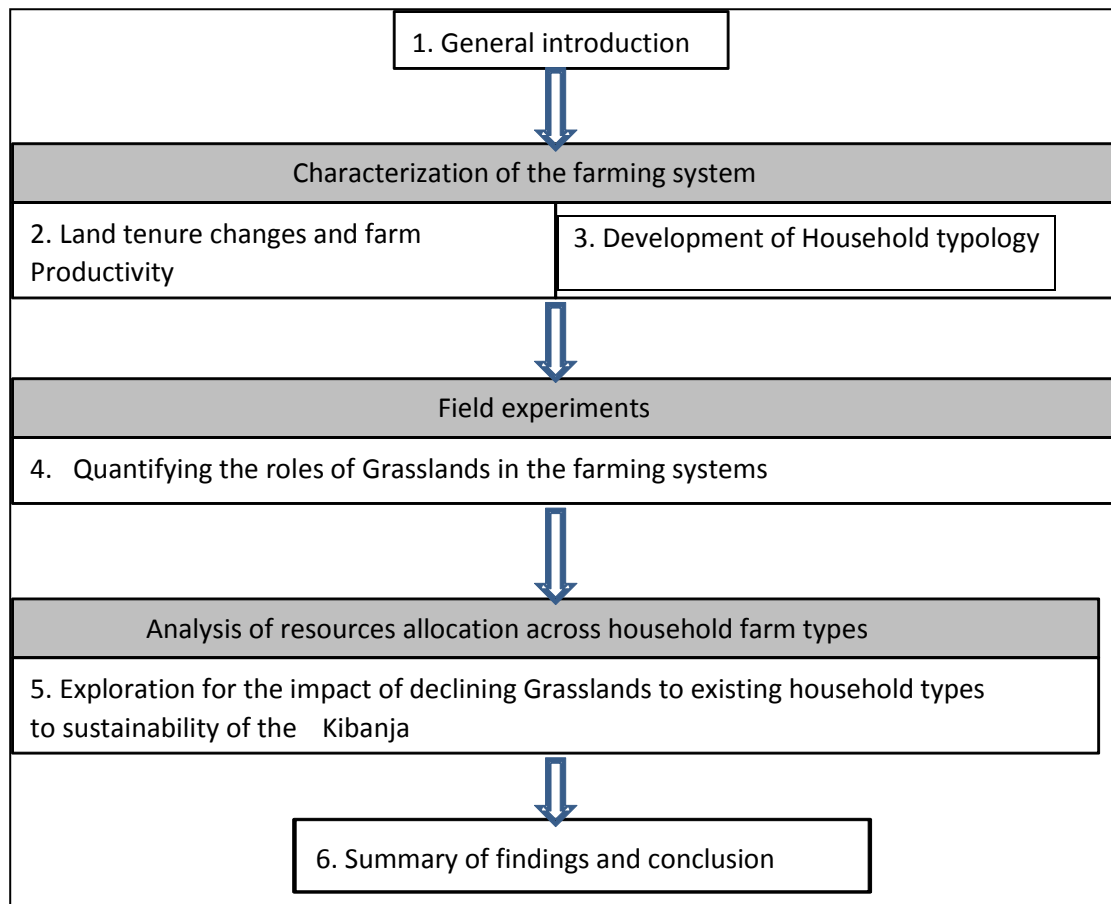 1. General introduction
Characterization of the farming system
2. Land tenure changes and farm
Productivity
3. Development of Household typology
Field experiments
4. Quantifying the roles of Grasslands in the farming systems
Analysis of resources allocation across household farm types
5. Exploration for the impact of declining Grasslands to existing household types
to sustainability of the Kibanja
6. Summary of findings and conclusion